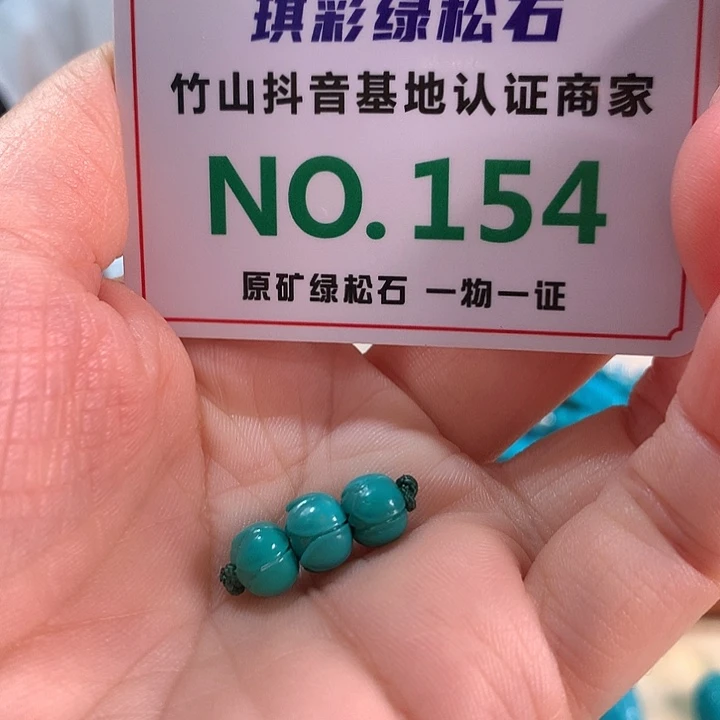 琪彩绿松石
竹山抖音基地认证商家
NO.154
原矿绿松石 一物一证